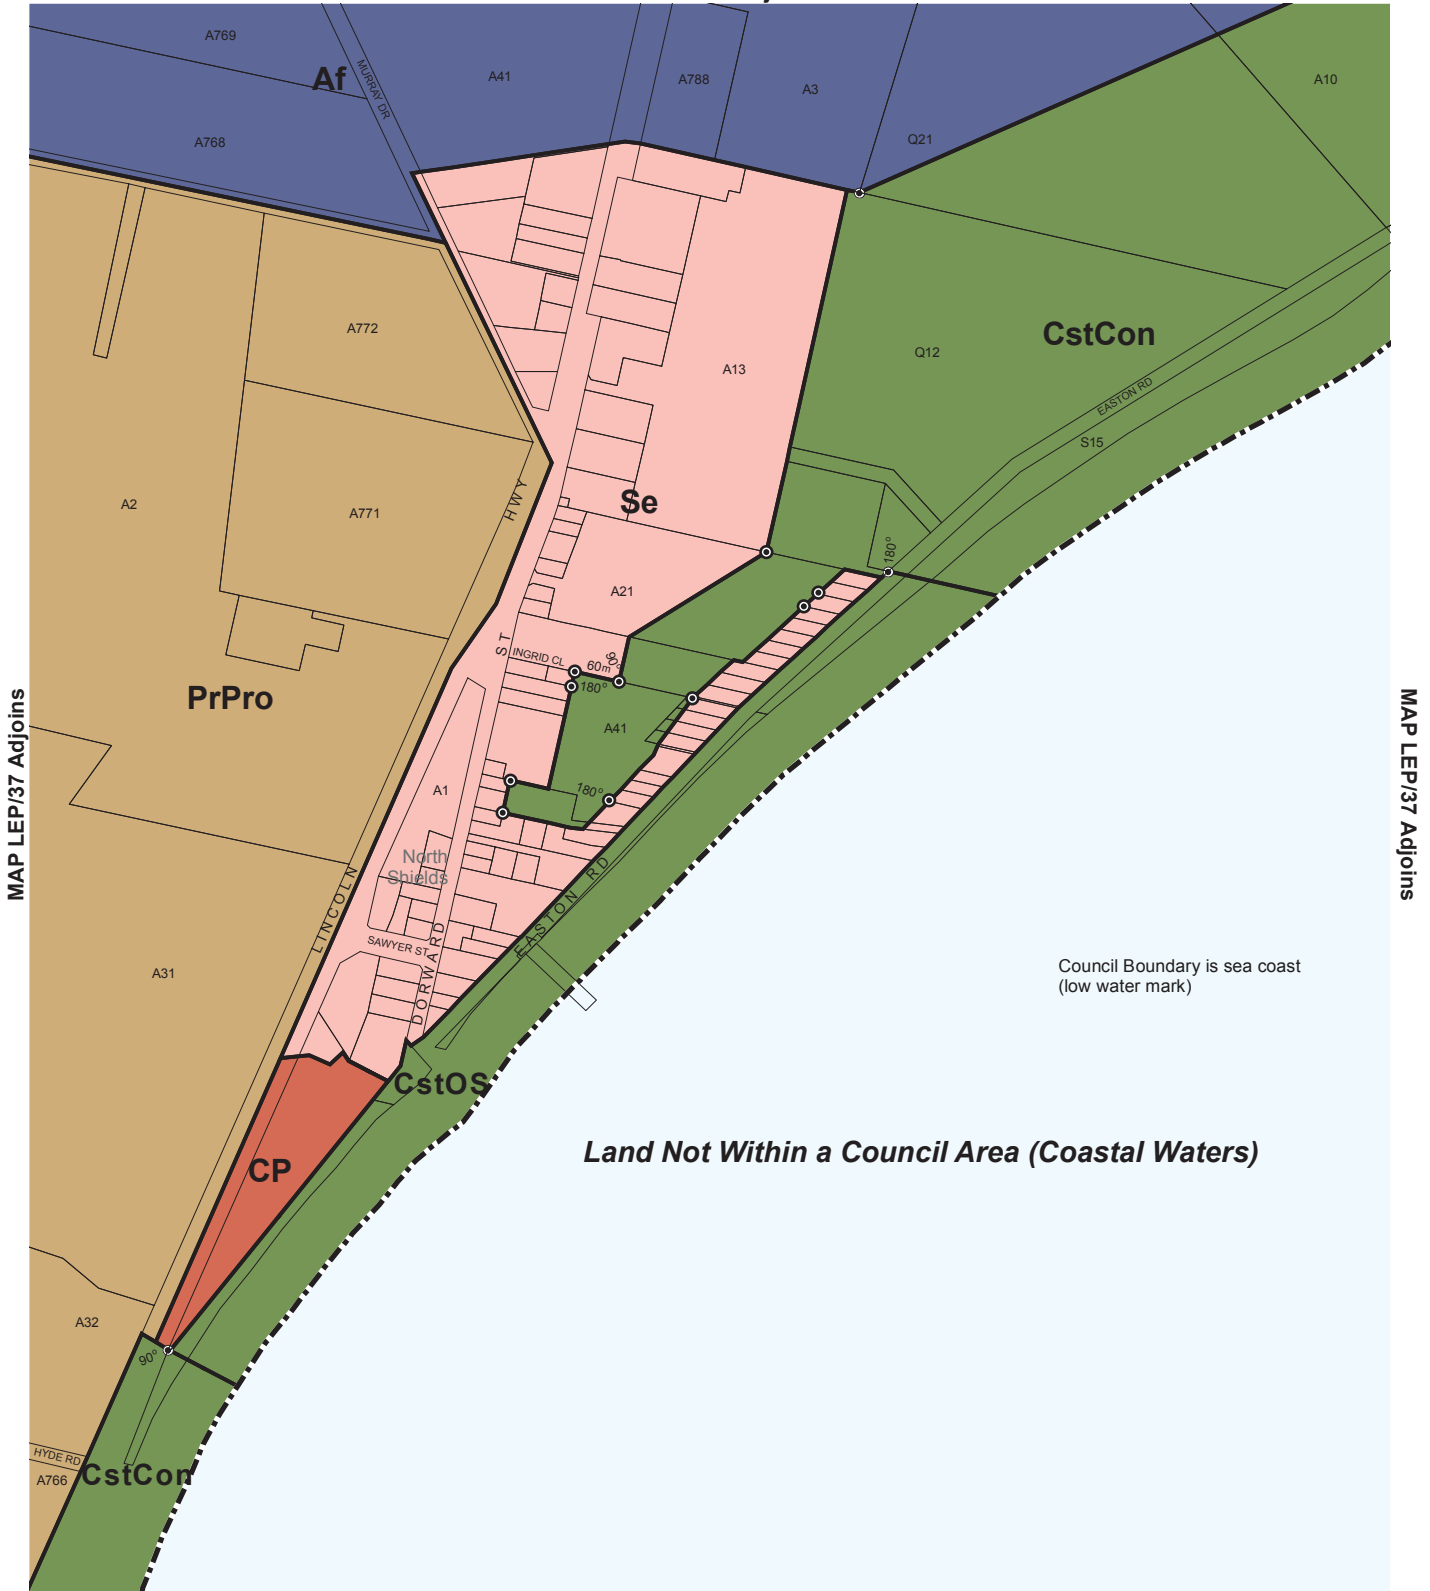 A769
Af
MURRAY DR
A41
A788
A3
A10
A768
Q21
A772
Q12
CstCon
A13
EASTON RD
S15
A2
A771
HWY
Se
180°
A21
ST
INGRID CL
60m
90°
180°
PrPro
A41
MAP LEP/37 Adjoins
MAP LEP/37 Adjoins
A1
180°
North
Shields
LINCOLN
EASTON RD
SAWYER ST
DORWARD
A31
Council Boundary is sea coast
(low water mark)
CstOS
Land Not Within a Council Area (Coastal Waters)
CP
A32
90°
HYDE RD
A766
CstCon